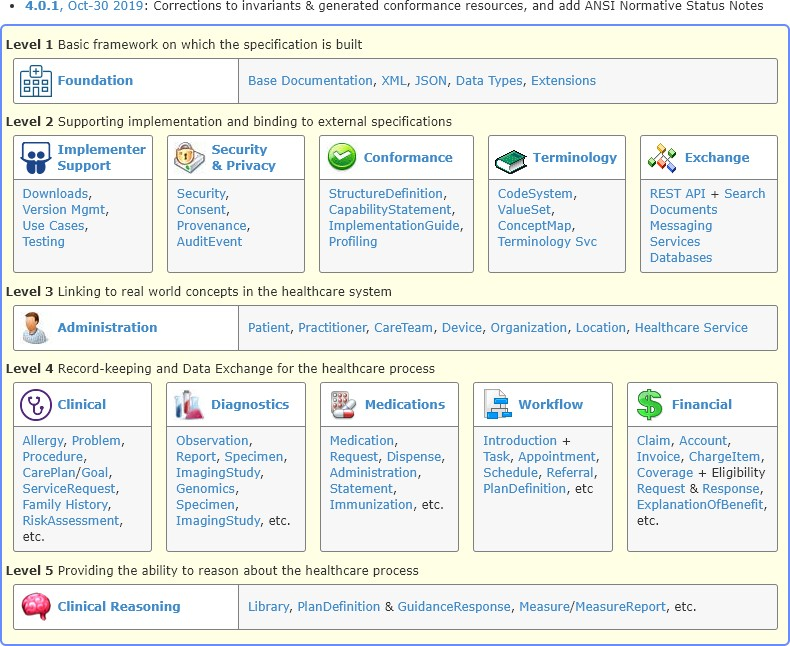 • 4.0.1, Oct-30 2019: Corrections to invariants & generated conformance resources, and add ANSI Normative Status Notes
Level 1 Basic framework on which the specification is built
Foundation
Base Documentation, XML, JSON, Data Types, Extensions
Level 2 Supporting implementation and binding to external specifications
Implementer
Support
Downloads,
Version Mgmt,
Use Cases,
Testing
Security
& Privacy
Security,
Consent,
Provenance,
AuditEvent
Conformance
StructureDefinition,
CapabilityStatement,
ImplementationGuide,
Profiling
Terminology
CodeSystem,
ValueSet,
ConceptMap,
Terminology Svc
Exchange
REST API + Search
Documents
Messaging
Services
Databases
Level 3 Linking to real world concepts in the healthcare system
Administration
Patient, Practitioner, CareTeam, Device, Organization, Location, Healthcare Service
Level 4 Record-keeping and Data Exchange for the healthcare process
Clinical
Allergy, Problem,
Procedure,
CarePlan/Goal,
ServiceRequest,
Family History,
RiskAssessment,
etc.
Diagnostics
Observation,
Report, Specimen,
ImagingStudy,
Genomics,
Specimen,
ImagingStudy, etc.
Medications
Medication,
Request, Dispense,
Administration,
Statement,
Immunization, etc.
Workflow
Introduction +
Task, Appointment,
Schedule, Referral,
PlanDefinition, etc
Financial
Claim, Account,
Invoice, ChargeItem,
Coverage + Eligibility
Request & Response,
ExplanationOfBenefit,
etc.
Level 5 Providing the ability to reason about the healthcare process
Clinical Reasoning
Library, PlanDefinition & GuidanceResponse, Measure/MeasureReport, etc.